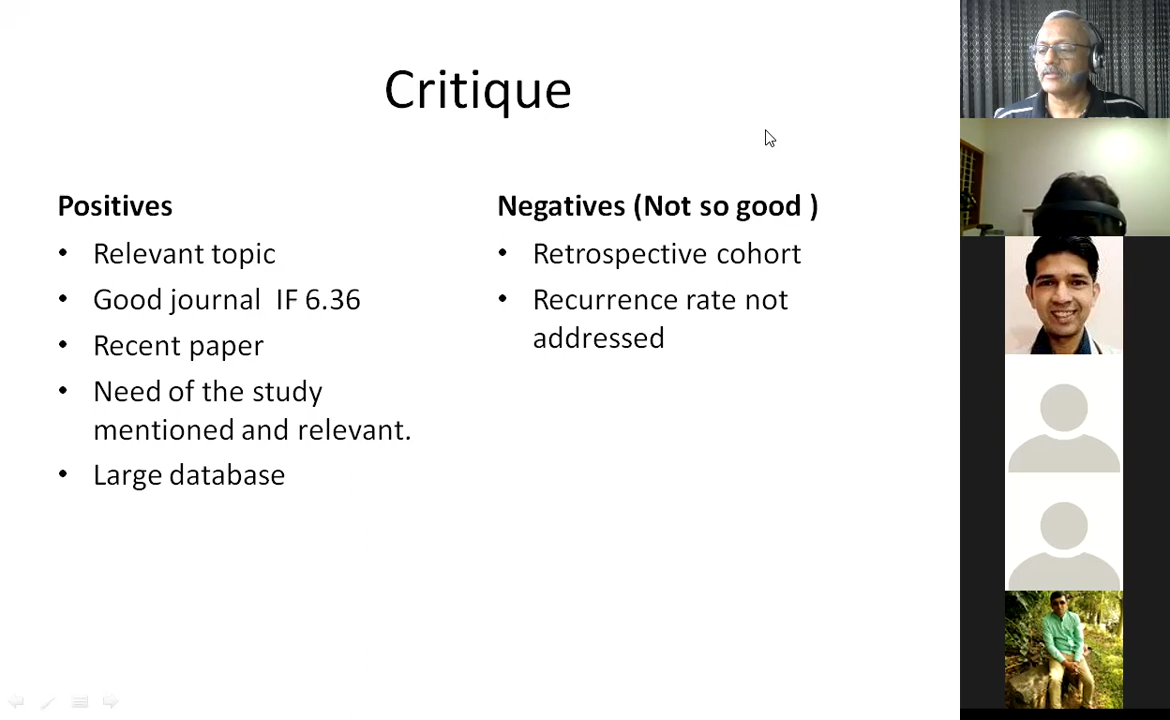 Critique
Positives
• Relevant topic
• Good journal IF 6.36
• Recent paper
• Need of the study
mentioned and relevant.
• Large database
Negatives (Not so good )
• Retrospective cohort
• Recurrence rate not
addressed